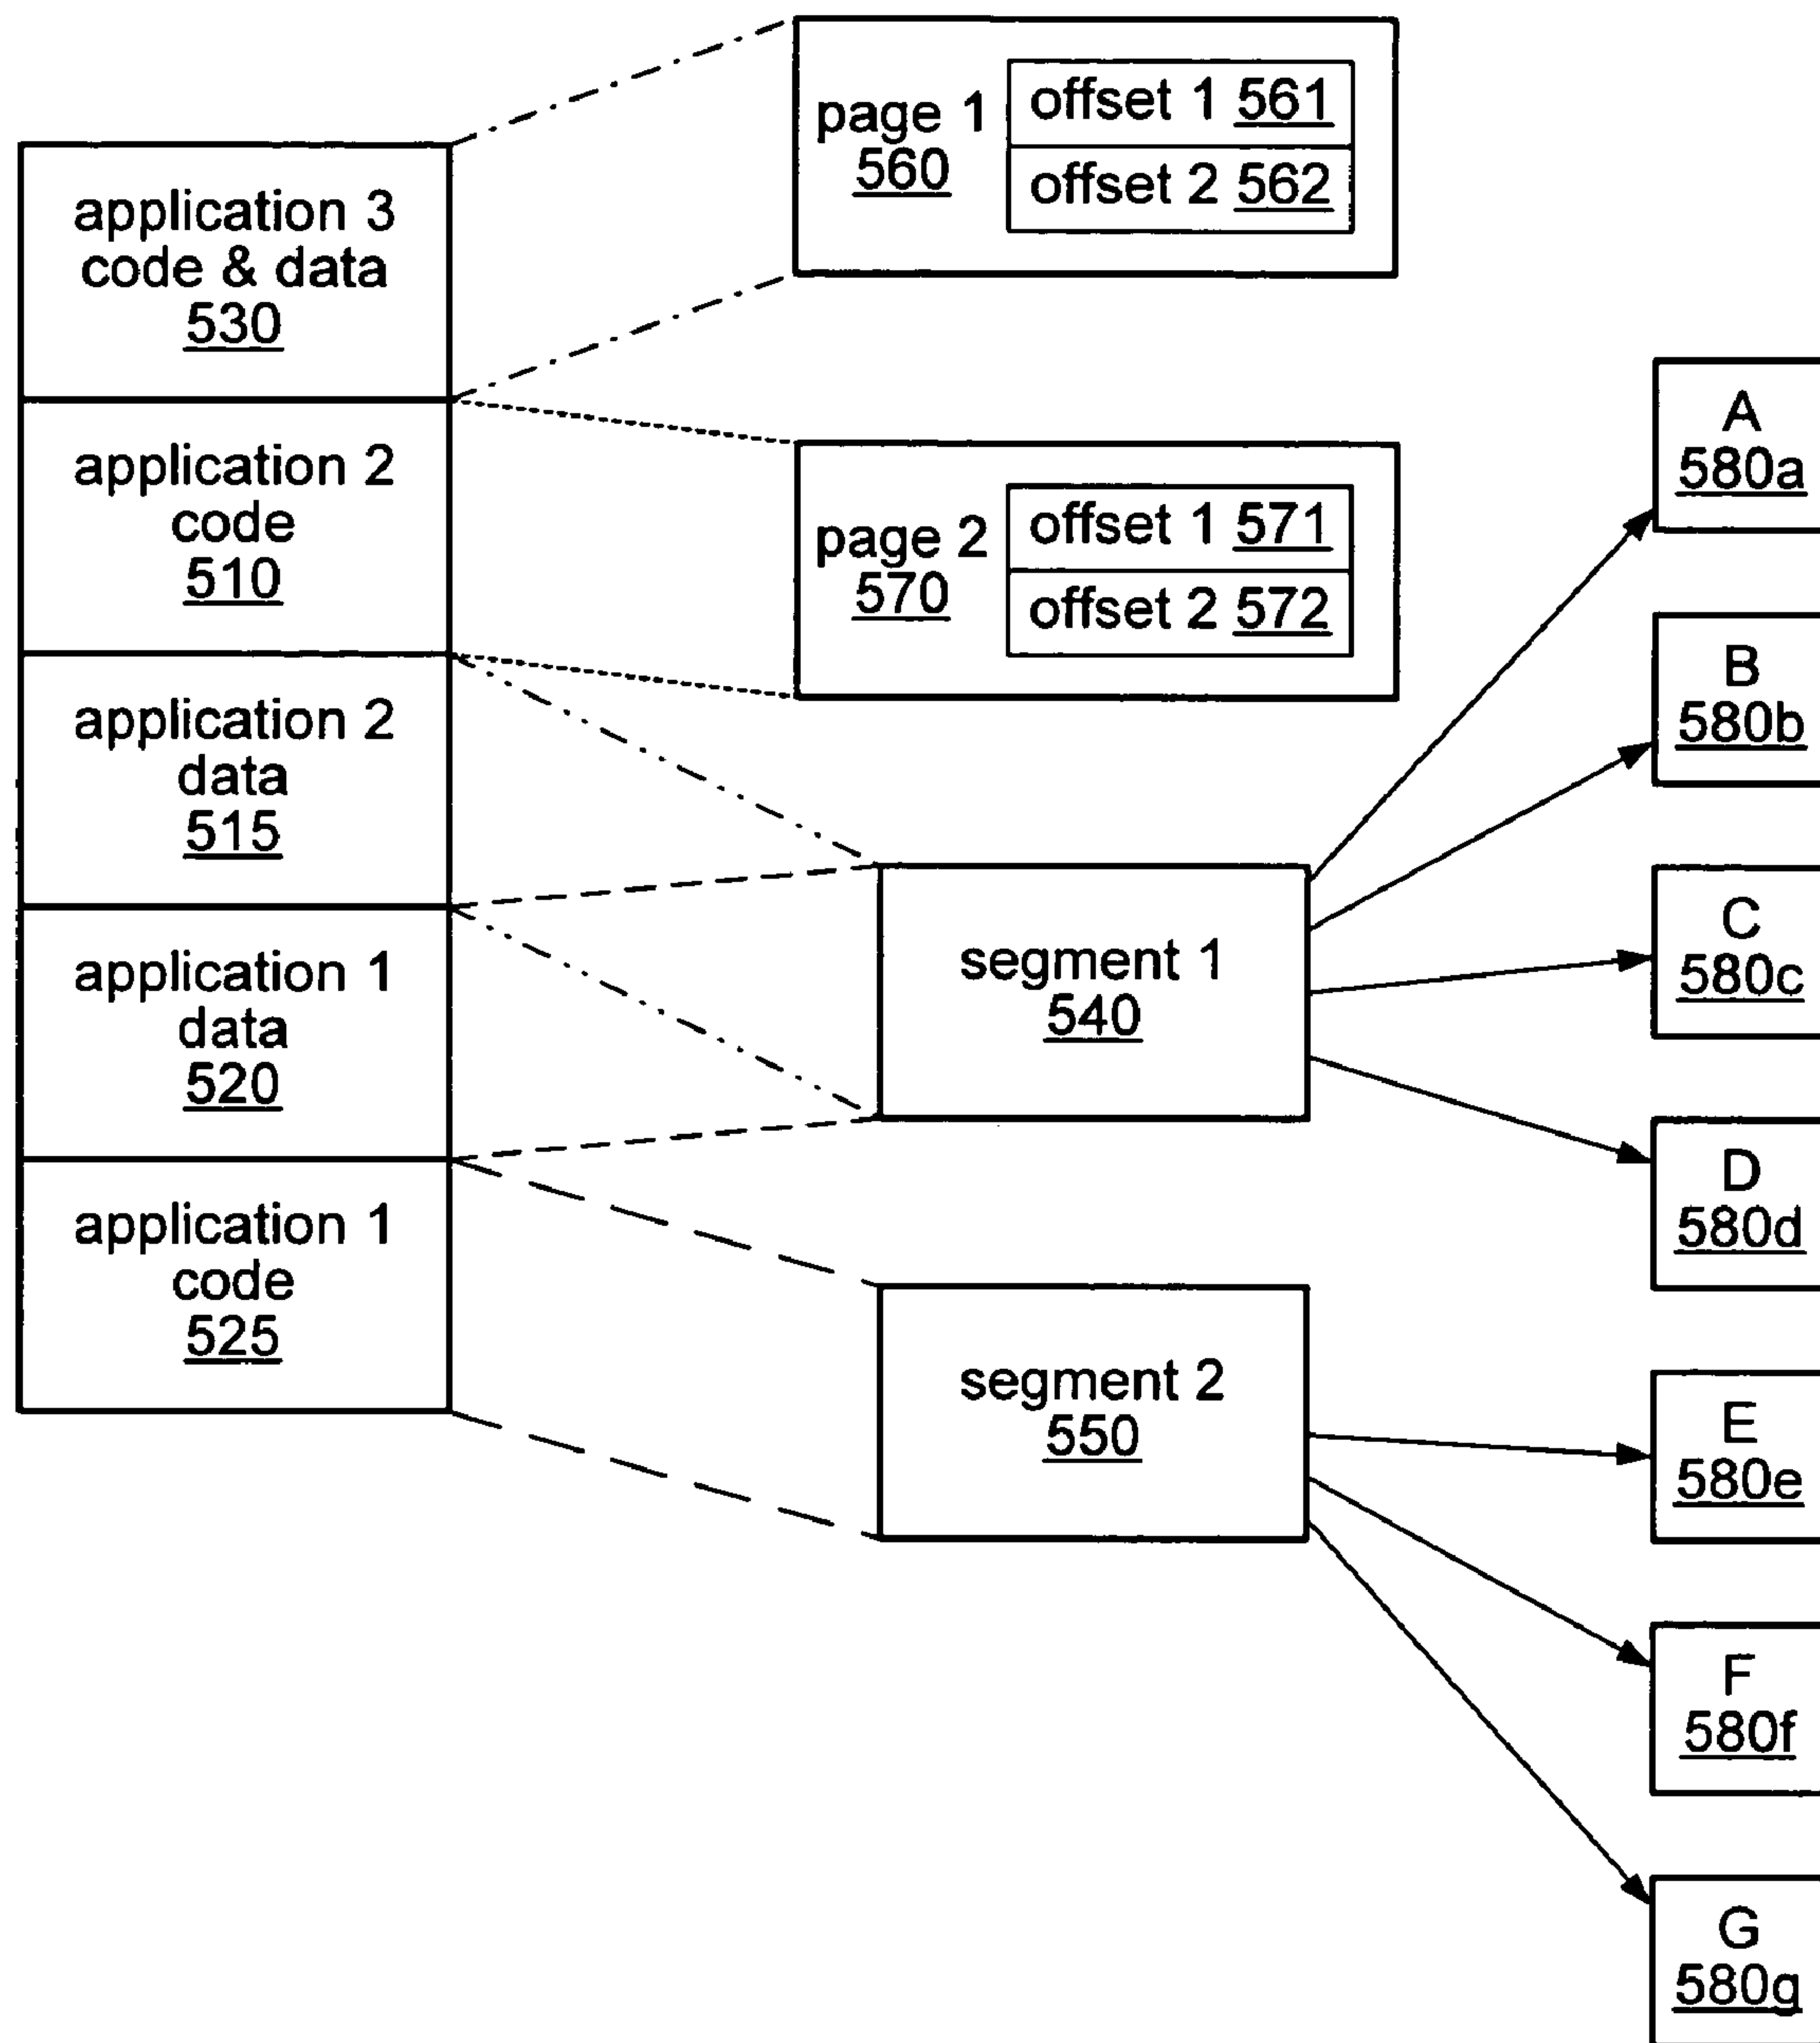 application 3
code & data
530
application 2
code
510
application 2
data
515
application 1
data
520
application 1
code
525
page 1
560
offset 1 561
offset 2 562
page 2
570
offset 1 571
offset 2 572
segment 1
540
segment 2
550
A
580a
B
580b
C
580c
D
580d
E
580e
F
580f
G
580g